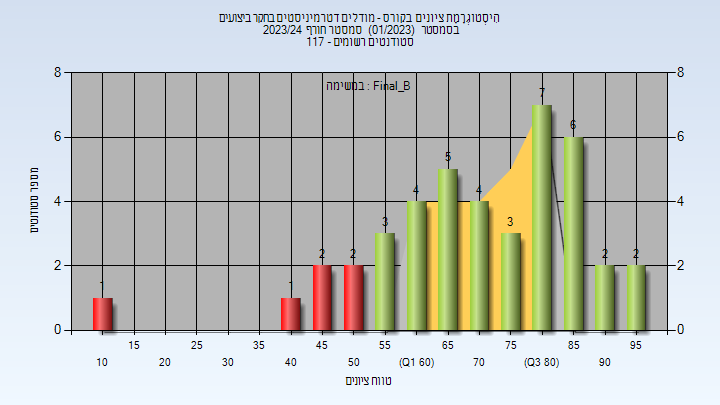 היסטוגרמת ציונים בקורס - מודלים דטרמיניסטים בחקר ביצועים
בסמסטר (01/2023) סמסטר חורף 2023/24
סטודנטים רשומים - 117
במשימה : Final_B
מספר סטודנטים
8 8
6 6
4 4
2 2
0 0
1 1 2 2 3 4 5 4 3 7 6 2 2
15 25 35 45 55 65 75 85 95
10 20 30 40 50 (Q1 60) 70 (Q3 80) 90
טווח ציונים